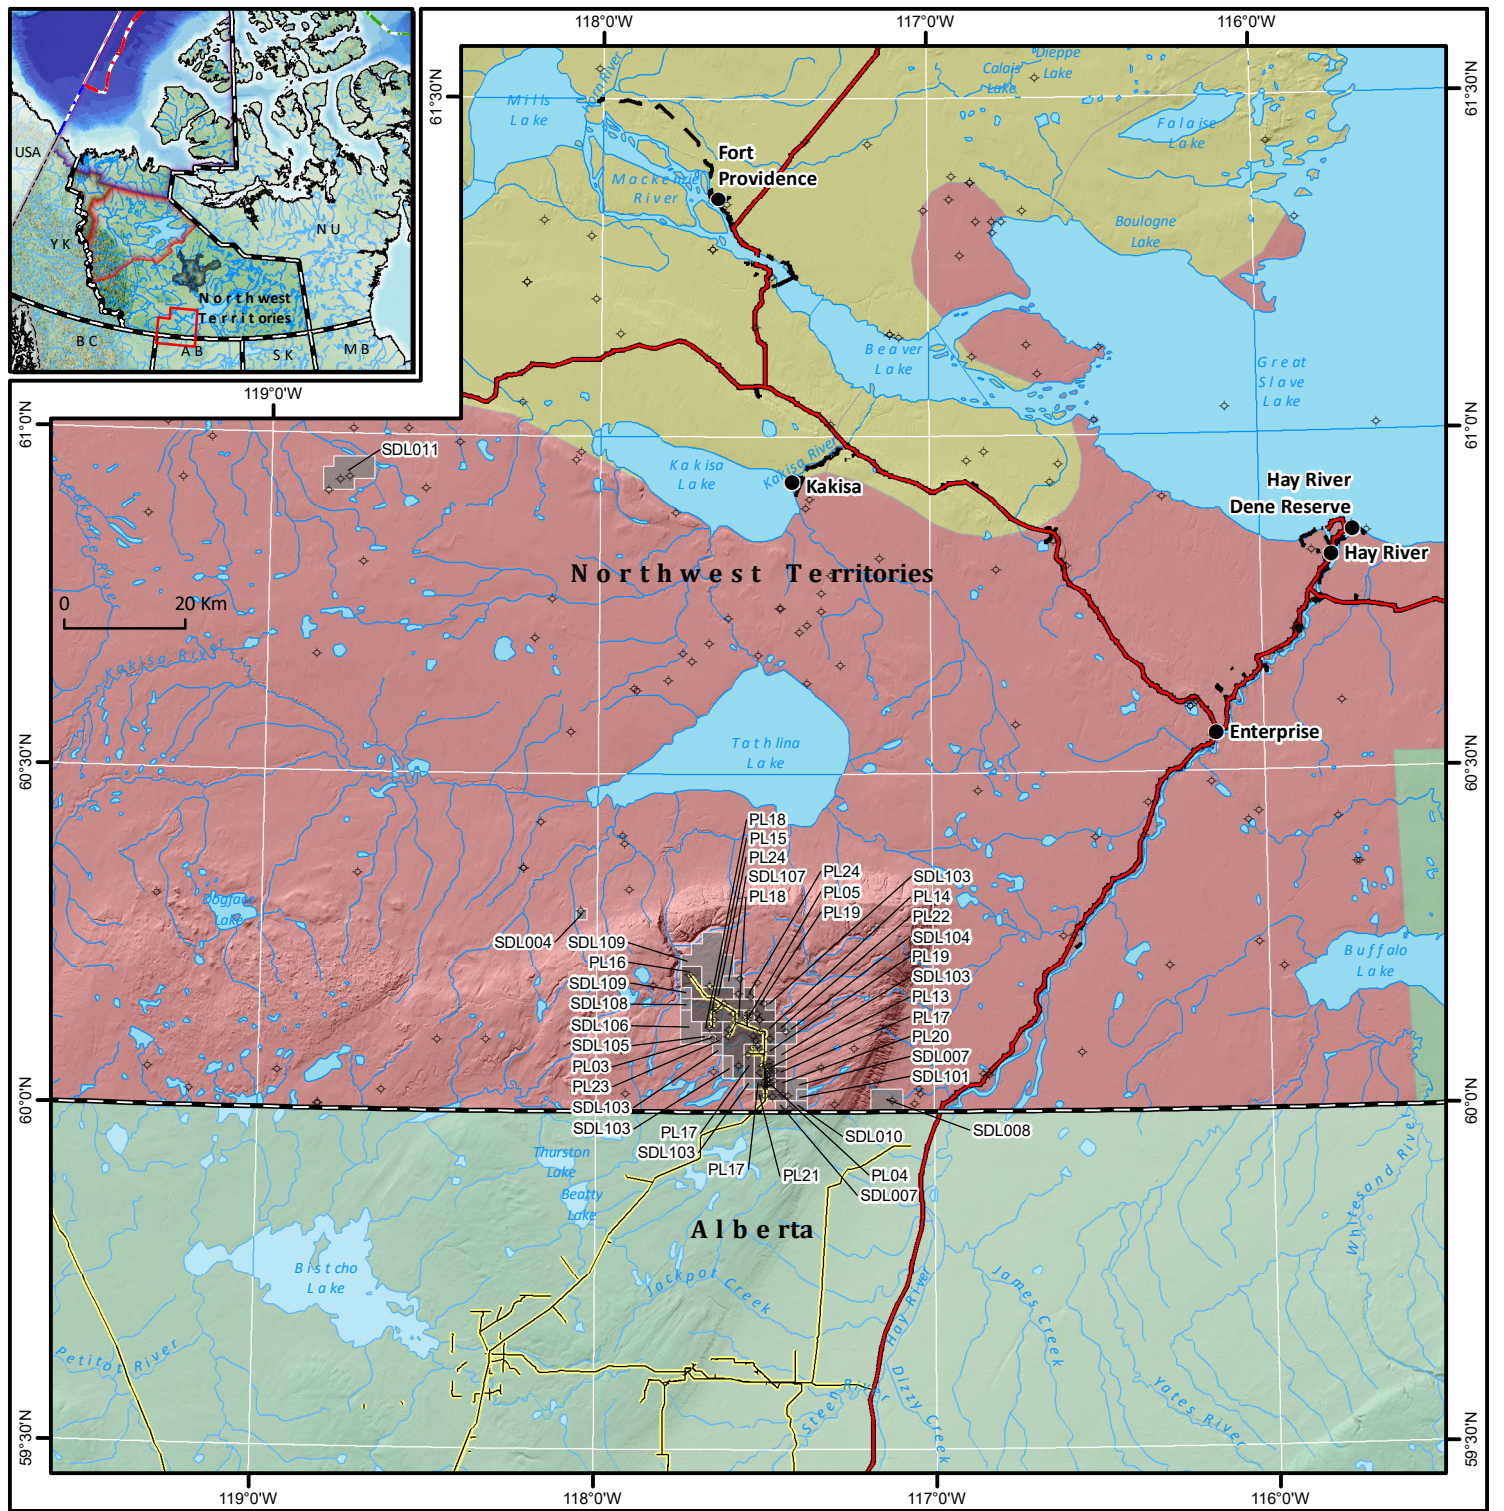 118°0'W
117°0'W
116°0'W
61°30'N
61°30'N
USA
YK
NU
Northwest
Territories
BC
AB
SK
MB
119°0'W
Mills
Lake
Horn River
Fort
Providence
Mackenzie
River
Calais
Lake
Dieppe
Lake
Falaise
Lake
Boulogne
Lake
Beaver
Lake
Great
Slave
Lake
61°0'N
61°0'N
SDL011
Kakisa
Lake
Kakisa River
Kakisa
Hay River
Dene Reserve
Hay River
Redknife River
Northwest Territories
0 20 Km
Kakisa River
Tathlina
Lake
Enterprise
60°30'N
60°30'N
PL18
PL15
PL24
SDL107
PL18
PL24
PL05
PL19
SDL103
PL14
PL22
SDL104
PL19
SDL103
PL13
PL17
PL20
SDL007
SDL101
Dogface
Lake
SDL004
SDL109
PL16
SDL109
SDL108
SDL106
SDL105
PL03
PL23
SDL103
SDL103
Buffalo
Lake
60°0'N
60°0'N
PL17
SDL103
PL17
PL21
SDL010
PL04
SDL007
SDL008
Thurston
Lake
Beatty
Lake
Alberta
Bistcho
Lake
Jackpot Creek
Hay River
James Creek
Whitesand River
Petitot River
Steen River
Dizzy Creek
Yates River
59°30'N
59°30'N
119°0'W
118°0'W
117°0'W
116°0'W